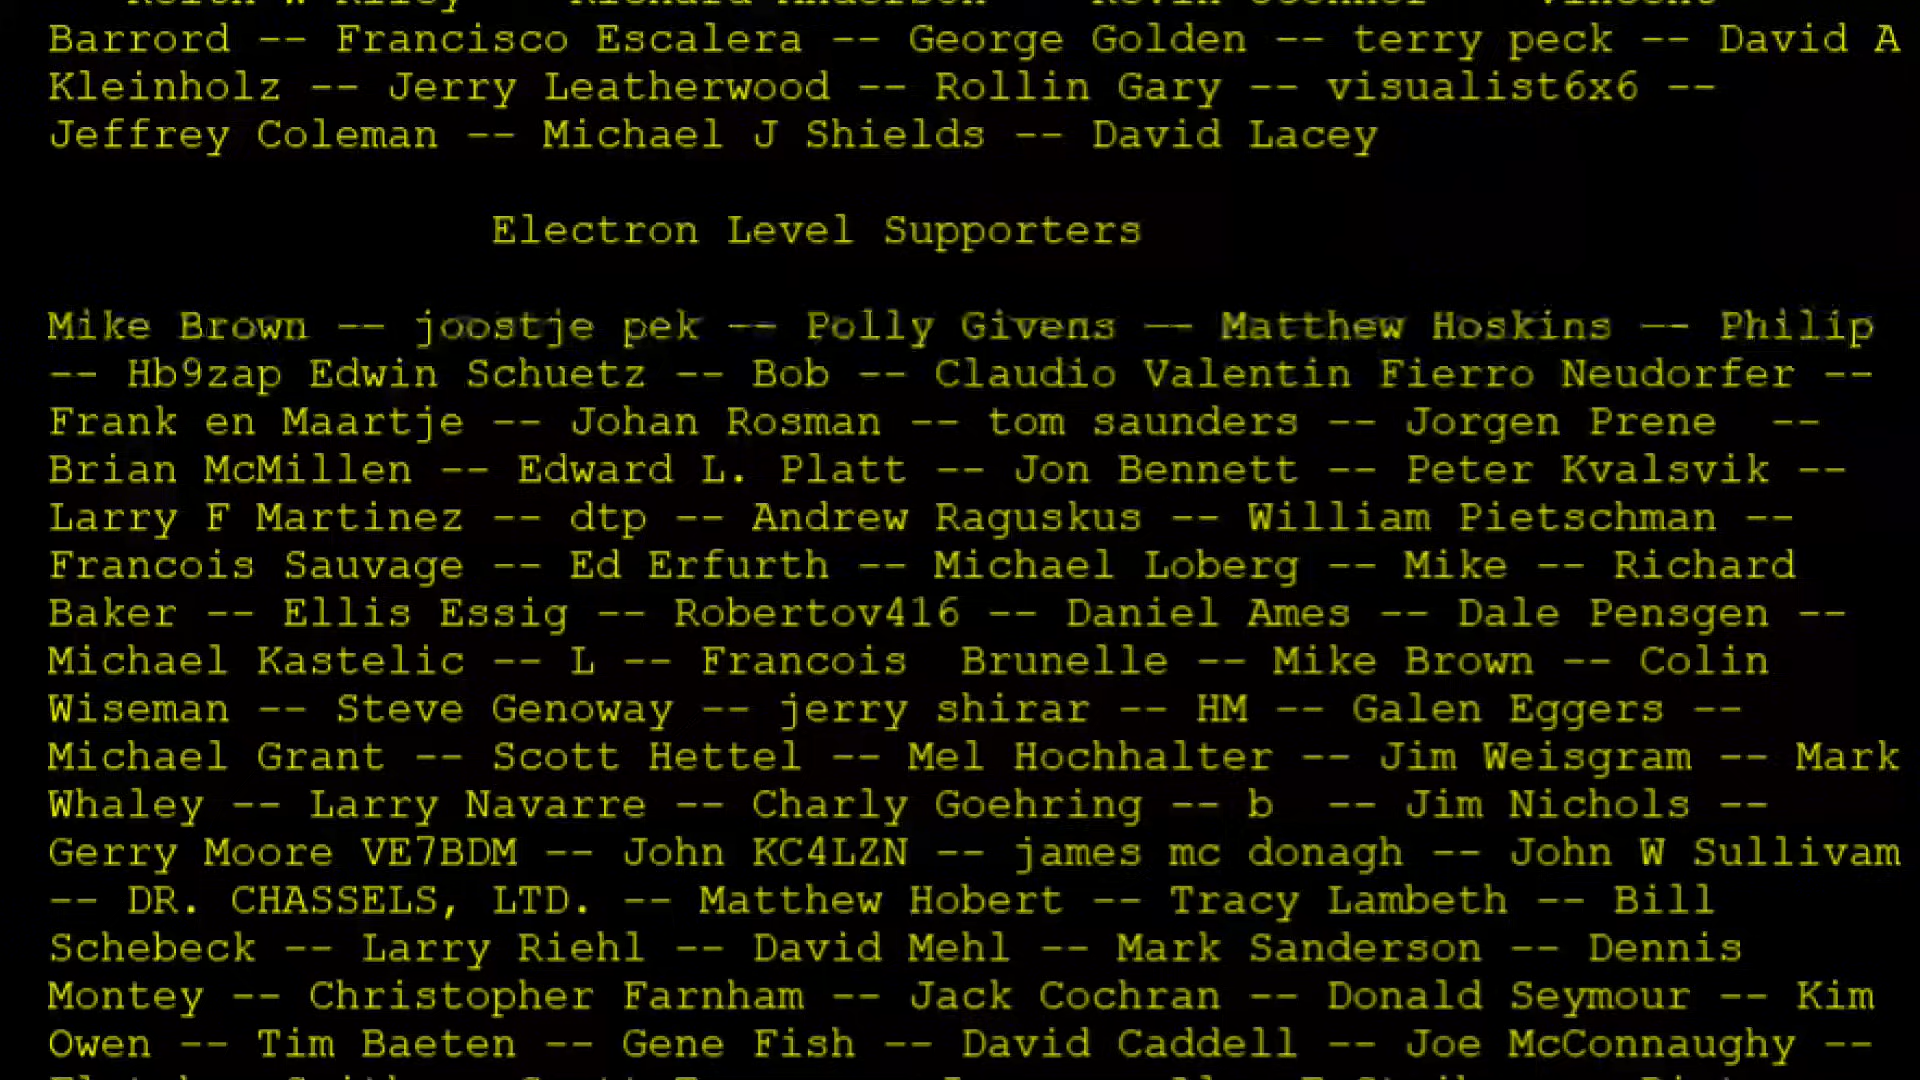 Barrord -- Francisco Escalera -- George Golden -- terry peck -- David A
Kleinholz -- Jerry Leatherwood -- Rollin Gary -- visualist6x6 --
Jeffrey Coleman -- Michael J Shields -- David Lacey
Electron Level Supporters
Mike Brown -- joostje pek -- Polly Givens -- Matthew Hoskins -- Philip
-- Hb9zap Edwin Schuetz -- Bob -- Claudio Valentin Fierro Neudorfer --
Frank en Maartje -- Johan Rosman -- tom saunders -- Jorgen Prene --
Brian McMillen -- Edward L. Platt -- Jon Bennett -- Peter Kvalsvik --
Larry F Martinez -- dtp -- Andrew Raguskus -- William Pietschman --
Francois Sauvage -- Ed Erfurth -- Michael Loberg -- Mike -- Richard
Baker -- Ellis Essig -- Robertov416 -- Daniel Ames -- Dale Pensgen --
Michael Kastelic -- L -- Francois Brunelle -- Mike Brown -- Colin
Wiseman -- Steve Genoway -- jerry shirar -- HM -- Galen Eggers --
Michael Grant -- Scott Hettel -- Mel Hochhalter -- Jim Weisgram -- Mark
Whaley -- Larry Navarre -- Charly Goehring -- b -- Jim Nichols --
Gerry Moore VE7BDM -- John KC4LZN -- james mc donagh -- John W Sullivam
-- DR. CHASSELS, LTD. -- Matthew Hobert -- Tracy Lambeth -- Bill
Schebeck -- Larry Riehl -- David Mehl -- Mark Sanderson -- Dennis
Montey -- Christopher Farnham -- Jack Cochran -- Donald Seymour -- Kim
Owen -- Tim Baeten -- Gene Fish -- David Caddell -- Joe McConnaughy --